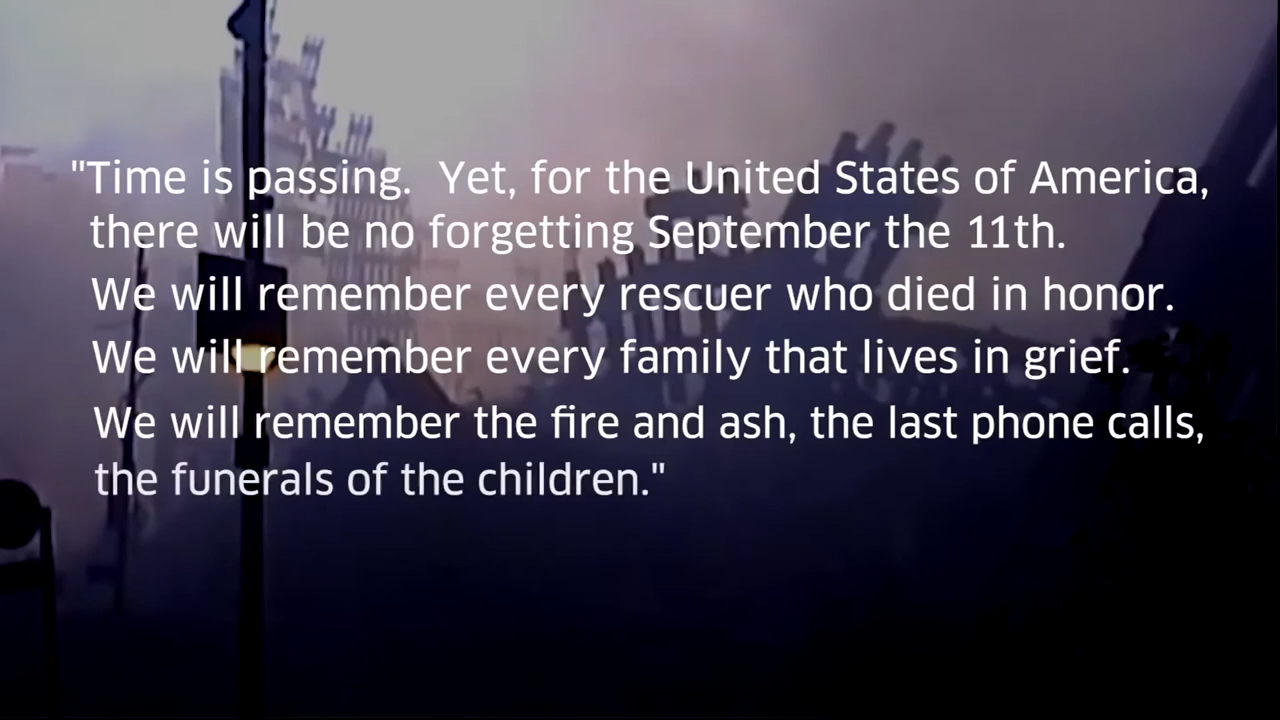 "Time is passing.  Yet, for the United States of America,
there will be no forgetting September the 11th.
We will remember every rescuer who died in honor.
We will remember every family that lives in grief.
We will remember the fire and ash, the last phone calls,
the funerals of the children."